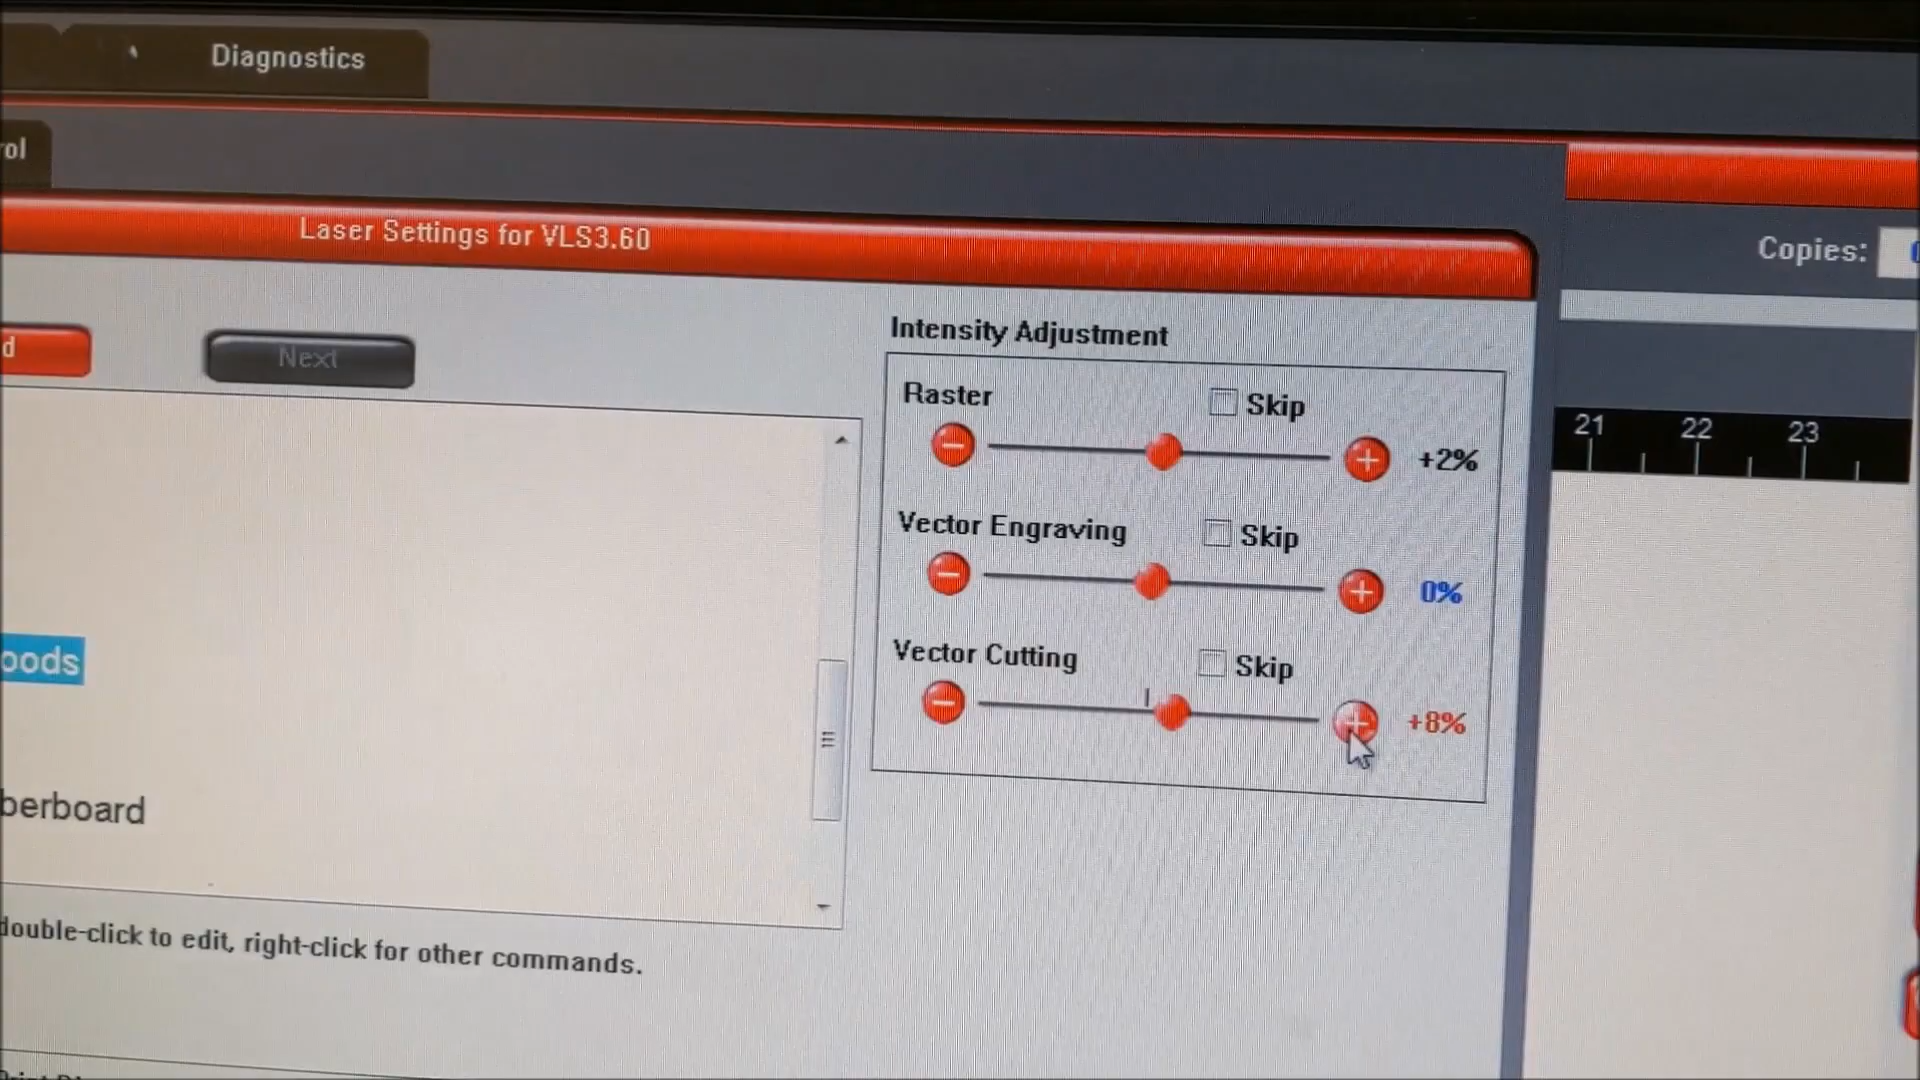 Diagnostics
rol
Laser Settings for VLS3.60
Copies:
d
Next
Intensity Adjustment
Raster
Skip
+2%
21 22 23
Vector Engraving
Skip
0%
oods
Vector Cutting
Skip
+8%
berboard
double-click to edit, right-click for other commands.